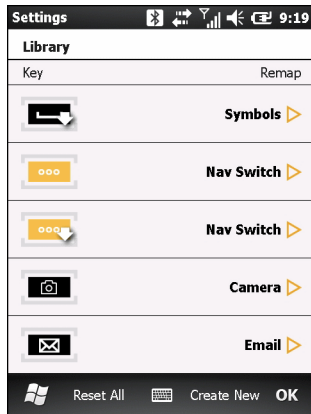 Settings 9:19
Library
Key Remap
Symbols
Nav Switch
Nav Switch
Camera
Email
Reset All Create New OK